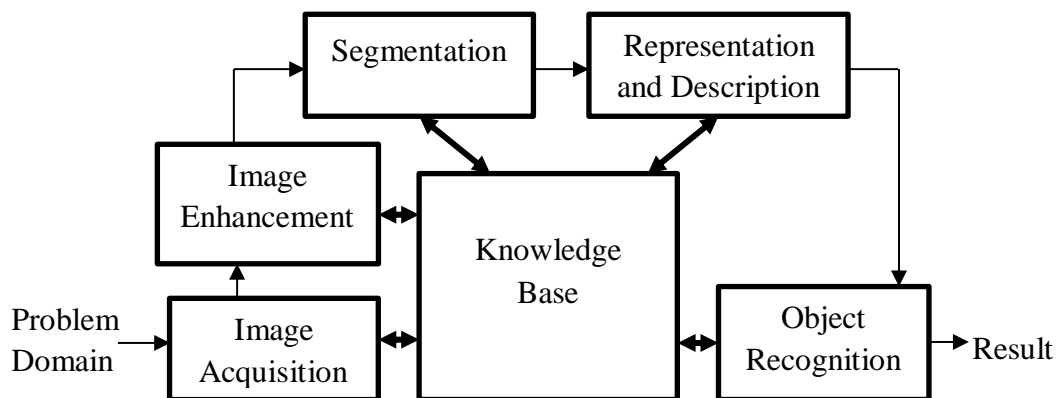 Segmentation
Representation
and Description
Image
Enhancement
Knowledge
Base
Problem
Domain
Image
Acquisition
Object
Recognition
Result